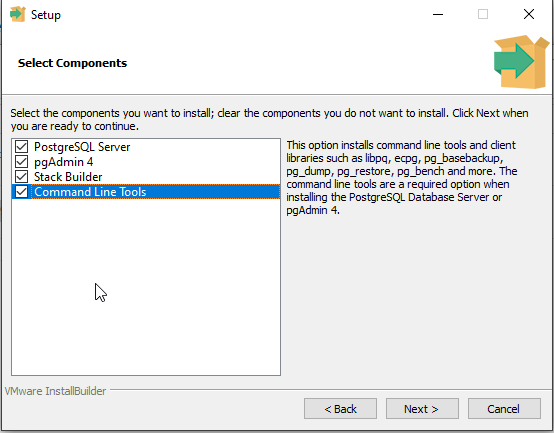 Setup
Select Components
Select the components you want to install; clear the components you do not want to install. Click Next when
you are ready to continue.
PostgreSQL Server
pgAdmin 4
Stack Builder
Command Line Tools
This option installs command line tools and client
libraries such as libpq, ecpg, pg_basebackup,
pg_dump, pg_restore, pg_bench and more. The
command line tools are a required option when
installing the PostgreSQL Database Server or
pgAdmin 4.
VMware InstallBuilder
< Back
Next >
Cancel